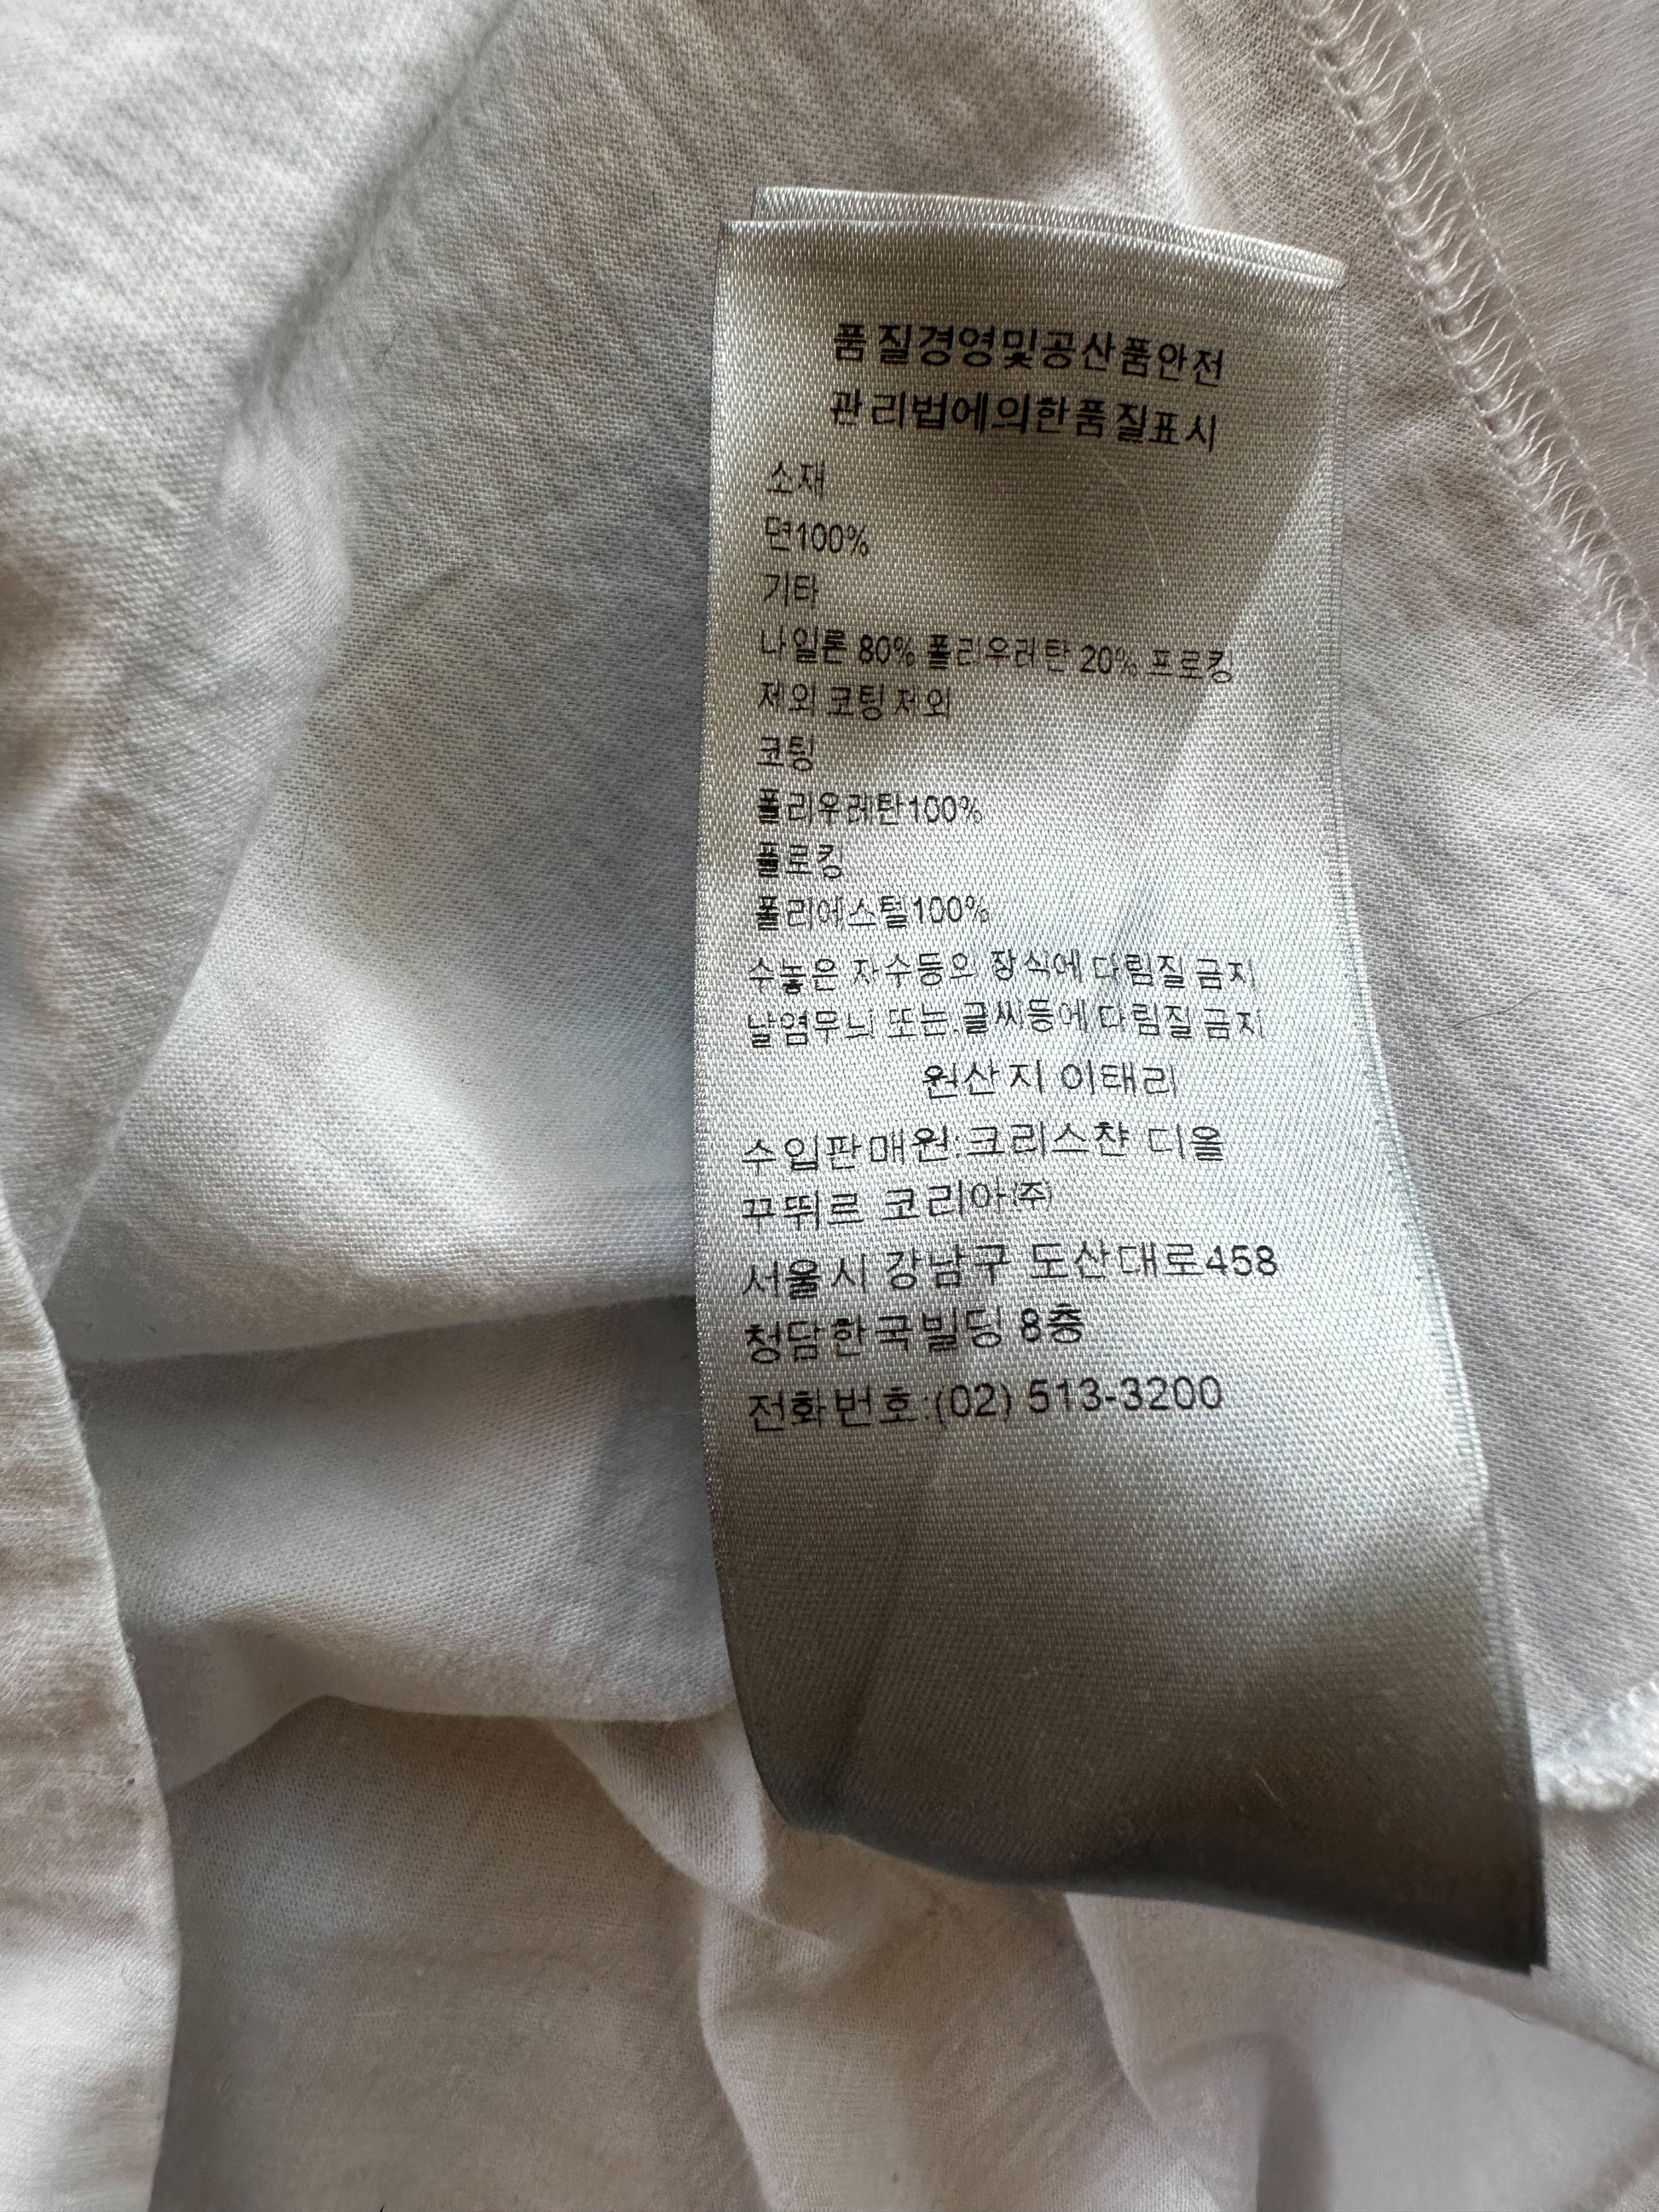 품질경영및공산품안전
관리법에의한품질표시
소재
면100%
기타
나일론 80% 폴리우레탄 20% 프로킹
제외 코팅 제외
코팅
폴리우레탄100%
플로킹
폴리에스털100%
수놓은 자수등으 장식에 다림질 금지
날염무늬 또는 글씨등에 다림질 금지
원산지 이태리
수입판매원:크리스챤 디올
꾸뛰르 코리아㈜
서울시 강남구 도산대로458
청담한국빌딩 8층
전화번호:(02) 513-3200